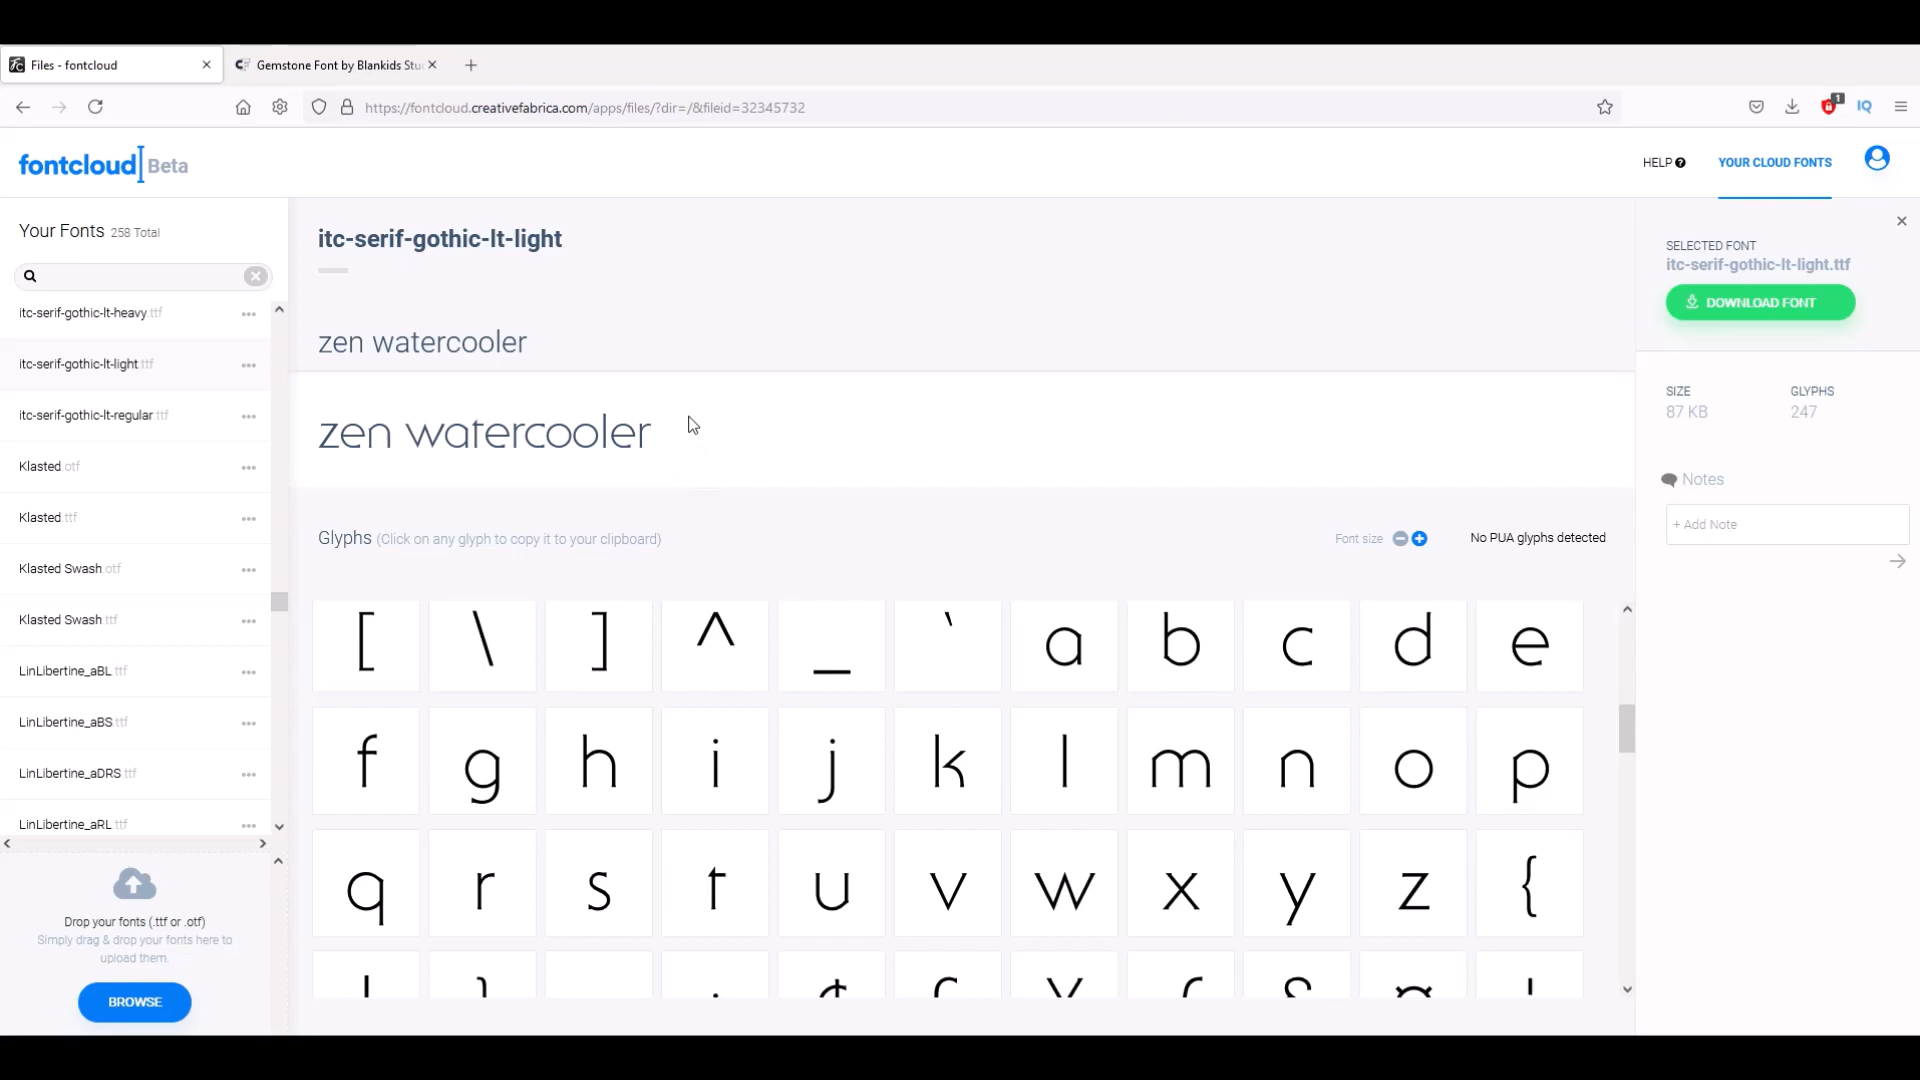 Files - fontcloud
Gemstone Font by Blankids Stu
https://fontcloud.creativefabrica.com/apps/files/?dir=/&fileid=32345732
1
IQ
fontcloud Beta
HELP
YOUR CLOUD FONTS
Your Fonts 258 Total
itc-serif-gothic-lt-heavy.ttf
itc-serif-gothic-lt-light.ttf
itc-serif-gothic-lt-regular.ttf
Klasted.otf
Klasted.ttf
Klasted Swash.otf
Klasted Swash.ttf
LinLibertine_aBL.ttf
LinLibertine_aBS.ttf
LinLibertine_aDRS.ttf
LinLibertine_aRL.ttf
Drop your fonts (.ttf or .otf)
Simply drag & drop your fonts here to
upload them.
BROWSE
itc-serif-gothic-lt-light
zen watercooler
zen watercooler
Glyphs (Click on any glyph to copy it to your clipboard)
Font size
No PUA glyphs detected
[ \ ] ^ _ ` a b c d e
f g h i j k l m n o p
q r s t u v w x y z {
SELECTED FONT
itc-serif-gothic-lt-light.ttf
DOWNLOAD FONT
SIZE
87 KB
GLYPHS
247
Notes
+ Add Note